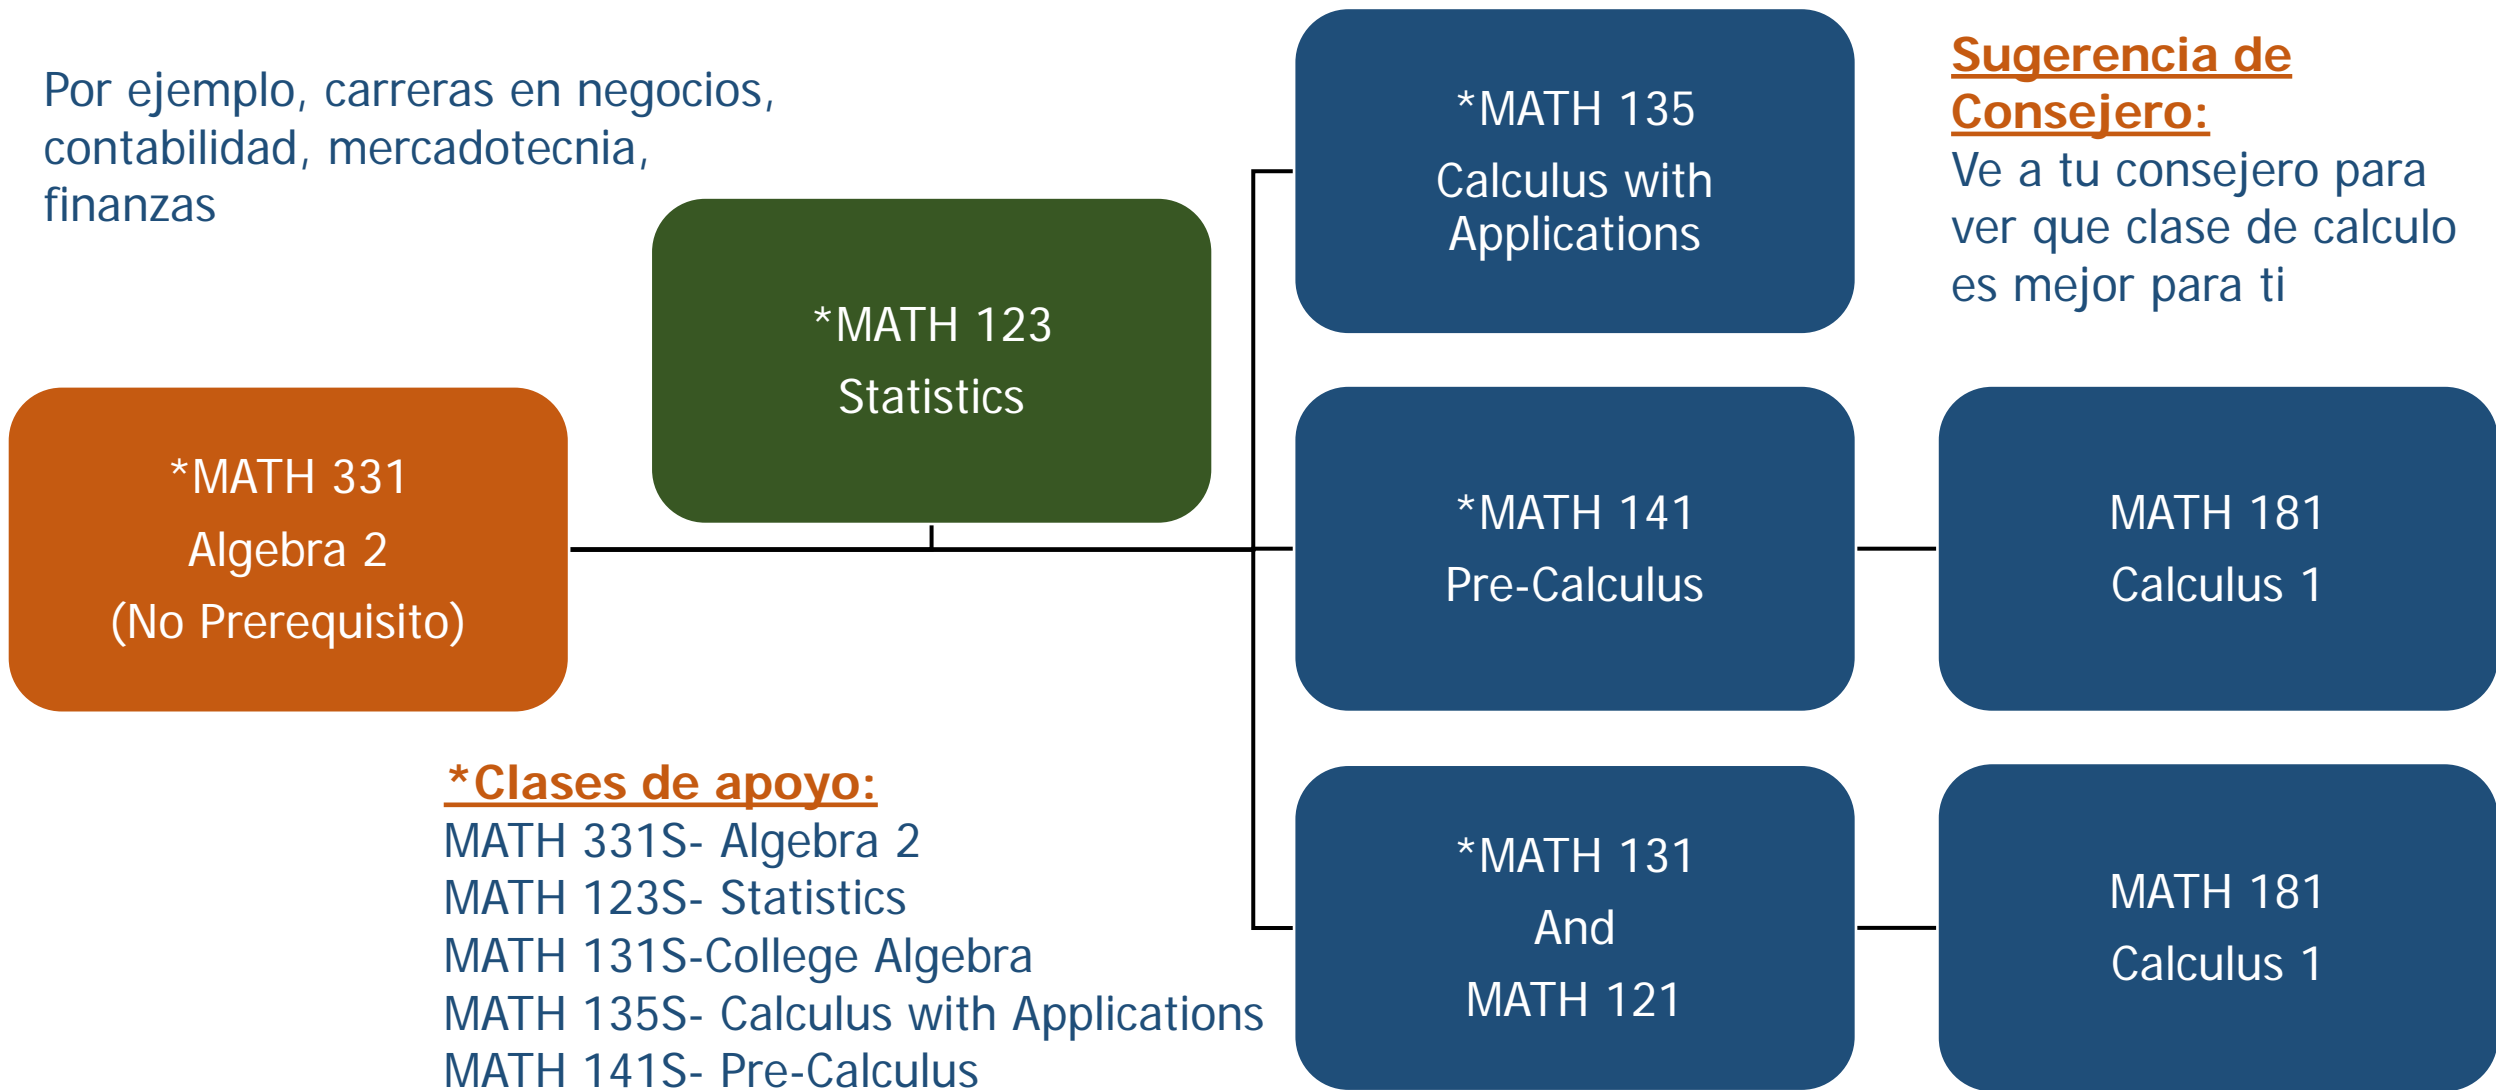 Por ejemplo, carreras en negocios,
contabilidad, mercadotecnia,
finanzas
*MATH 331
Algebra 2
(No Prerequisito)
*MATH 123
Statistics
*MATH 135
Calculus with
Applications
Sugerencia de
Consejero:
Ve a tu consejero para
ver que clase de calculo
es mejor para ti
*MATH 141
Pre-Calculus
MATH 181
Calculus 1
*MATH 131
And
MATH 121
MATH 181
Calculus 1
*Clases de apoyo:
MATH 331S- Algebra 2
MATH 123S- Statistics
MATH 131S-College Algebra
MATH 135S- Calculus with Applications
MATH 141S- Pre-Calculus